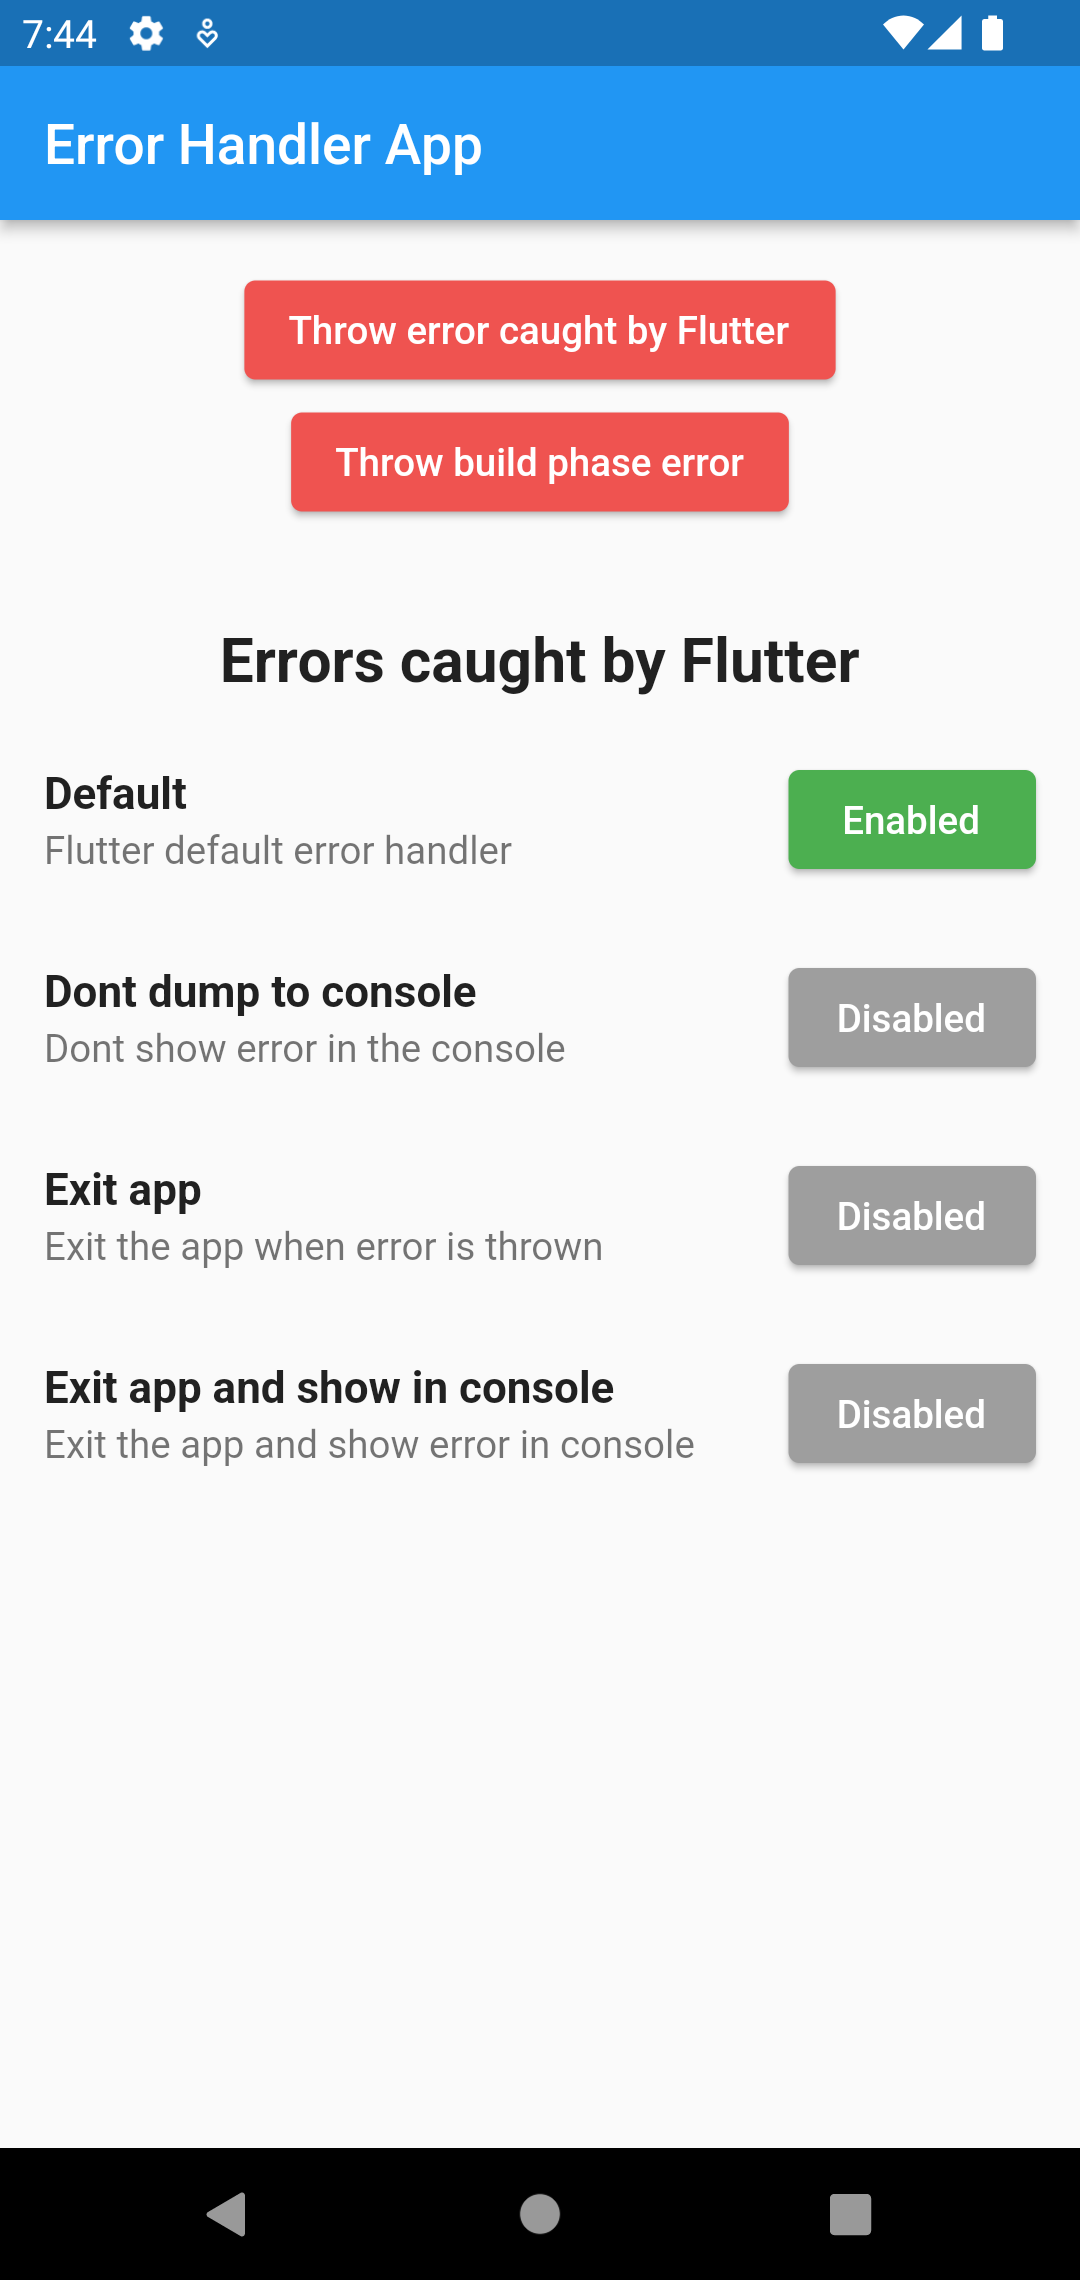 7:44
Error Handler App
Throw error caught by Flutter
Throw build phase error
Errors caught by Flutter
Default
Flutter default error handler
Enabled
Dont dump to console
Dont show error in the console
Disabled
Exit app
Exit the app when error is thrown
Disabled
Exit app and show in console
Exit the app and show error in console
Disabled